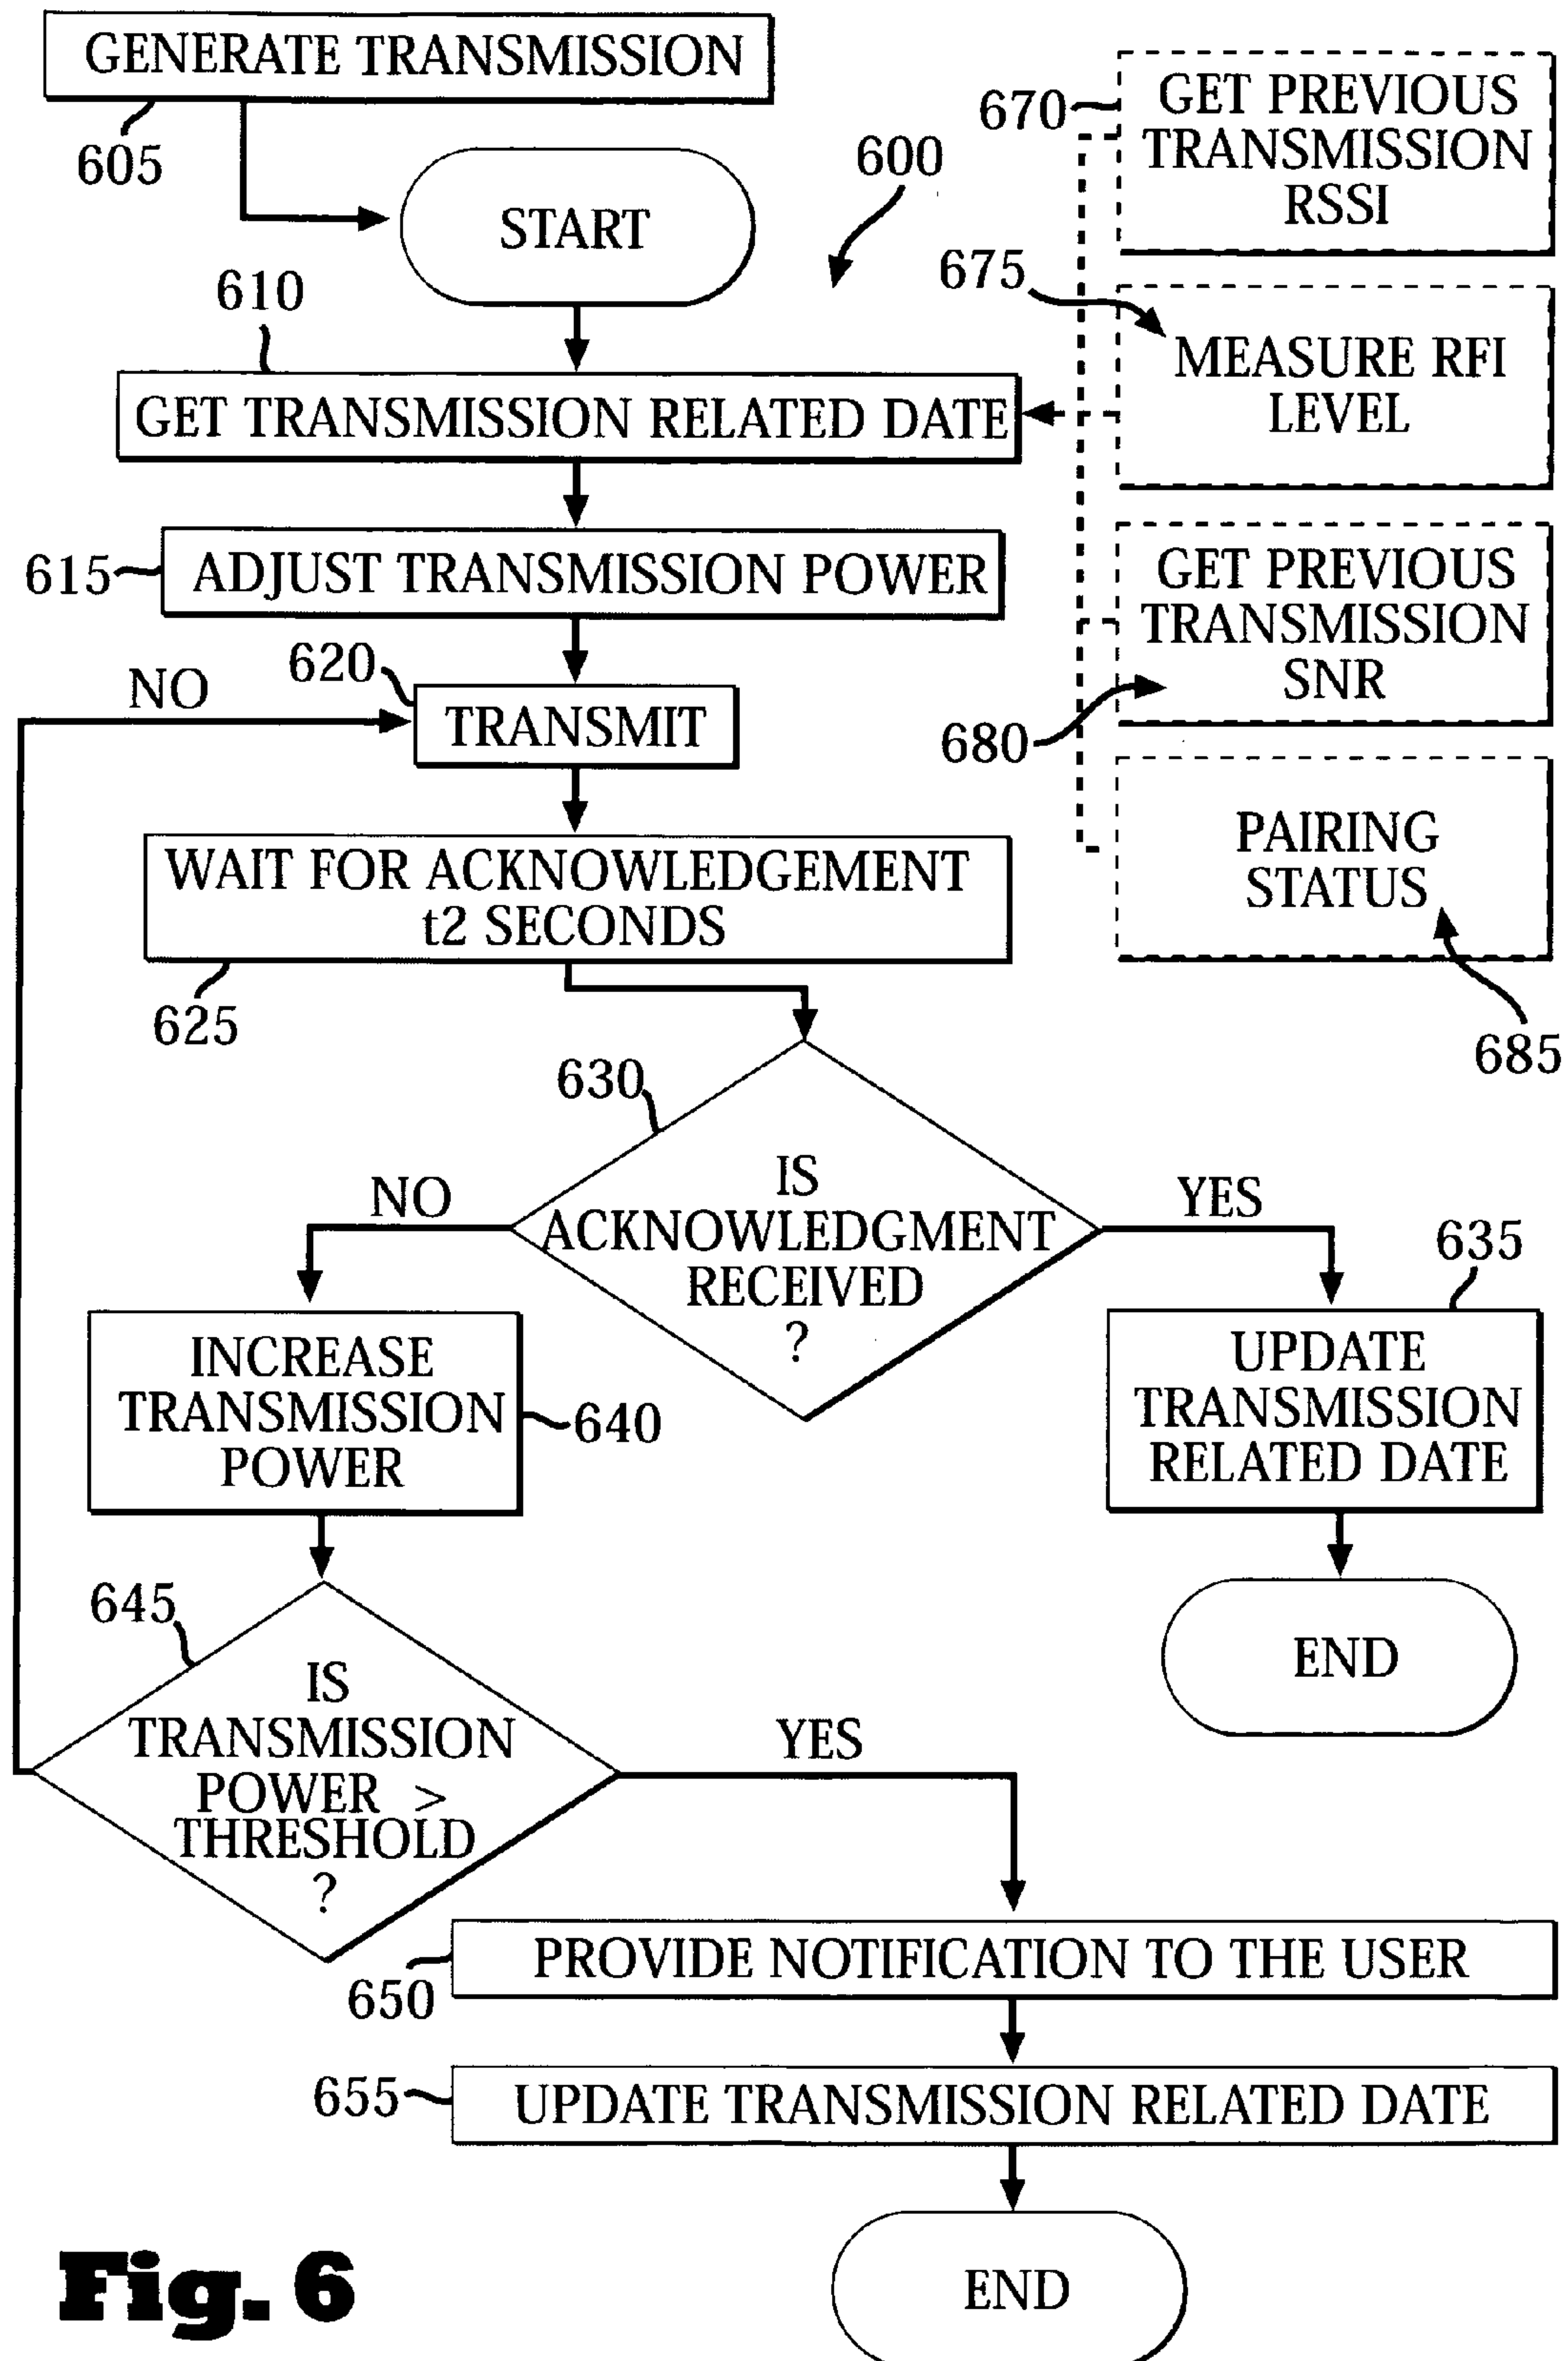 GENERATE TRANSMISSION
605
START
600
610
GET TRANSMISSION RELATED DATE
615
ADJUST TRANSMISSION POWER
NO
620
TRANSMIT
WAIT FOR ACKNOWLEDGEMENT
t2 SECONDS
625
670
GET PREVIOUS
TRANSMISSION
RSSI
675
MEASURE RFI
LEVEL
GET PREVIOUS
TRANSMISSION
SNR
680
PAIRING
STATUS
685
630
IS
ACKNOWLEDGMENT
RECEIVED
?
NO
YES
635
UPDATE
TRANSMISSION
RELATED DATE
END
INCREASE
TRANSMISSION
POWER
640
645
IS
TRANSMISSION
POWER >
THRESHOLD
?
YES
PROVIDE NOTIFICATION TO THE USER
650
655
UPDATE TRANSMISSION RELATED DATE
END
Fig. 6